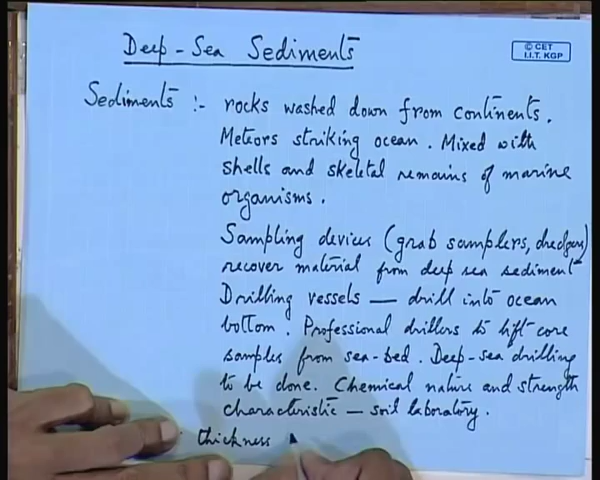 Deep-Sea Sediments
© CET
I.I.T. KGP
Sediments :- rocks washed down from continents.
Meteors striking ocean. Mixed with
shells and skeletal remains of marine
organisms.
Sampling devices (grab samplers, dredgers)
recover material from deep sea sediment
Drilling vessels — drill into ocean
bottom. Professional drillers to lift core
samples from sea-bed. Deep-sea drilling
to be done. Chemical nature and strength
characteristic — soil laboratory.
thickness